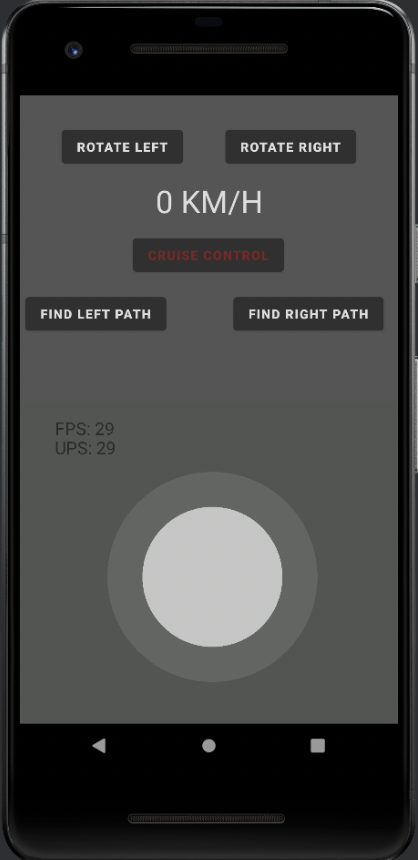 ROTATE LEFT ROTATE RIGHT
0 KM/H
CRUISE CONTROL
FIND LEFT PATH FIND RIGHT PATH
FPS: 29
UPS: 29